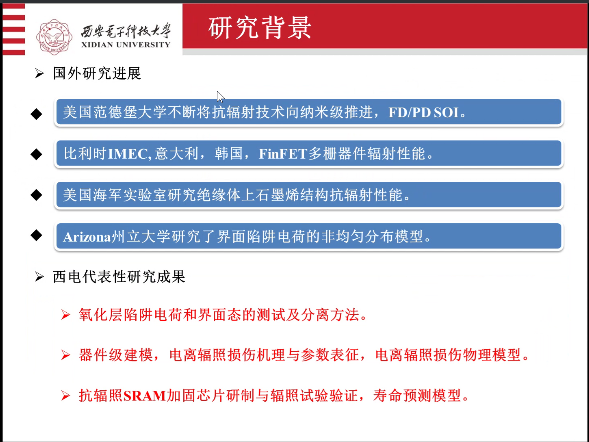 西安电子科技大学
XIDIAN UNIVERSITY
研究背景
国外研究进展
美国范德堡大学不断将抗辐射技术向纳米级推进，FD/PD SOI。
比利时IMEC, 意大利，韩国，FinFET多栅器件辐射性能。
美国海军实验室研究绝缘体上石墨烯结构抗辐射性能。
Arizona州立大学研究了界面陷阱电荷的非均匀分布模型。
西电代表性研究成果
氧化层陷阱电荷和界面态的测试及分离方法。
器件级建模，电离辐照损伤机理与参数表征，电离辐照损伤物理模型。
抗辐照SRAM加固芯片研制与辐照试验验证，寿命预测模型。